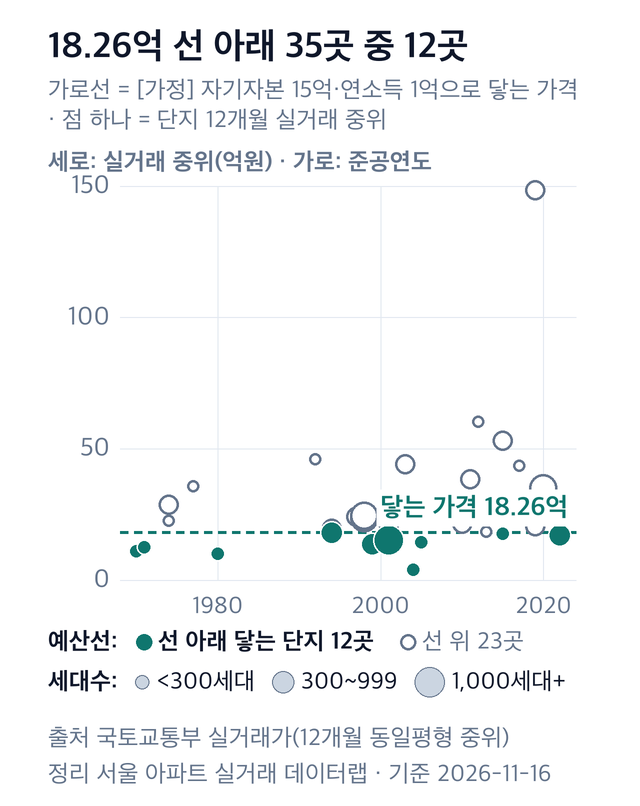 18.26억 선 아래 35곳 중 12곳
가로선 = [가정] 자기자본 15억·연소득 1억으로 닿는 가격
· 점 하나 = 단지 12개월 실거래 중위
세로: 실거래 중위(억원) · 가로: 준공연도
150
100
50
닿는 가격 18.26억
0
1980 2000 2020
예산선: 선 아래 닿는 단지 12곳 선 위 23곳
세대수: <300세대 300~999 1,000세대+
출처 국토교통부 실거래가(12개월 동일평형 중위)
정리 서울 아파트 실거래 데이터랩 · 기준 2026-11-16